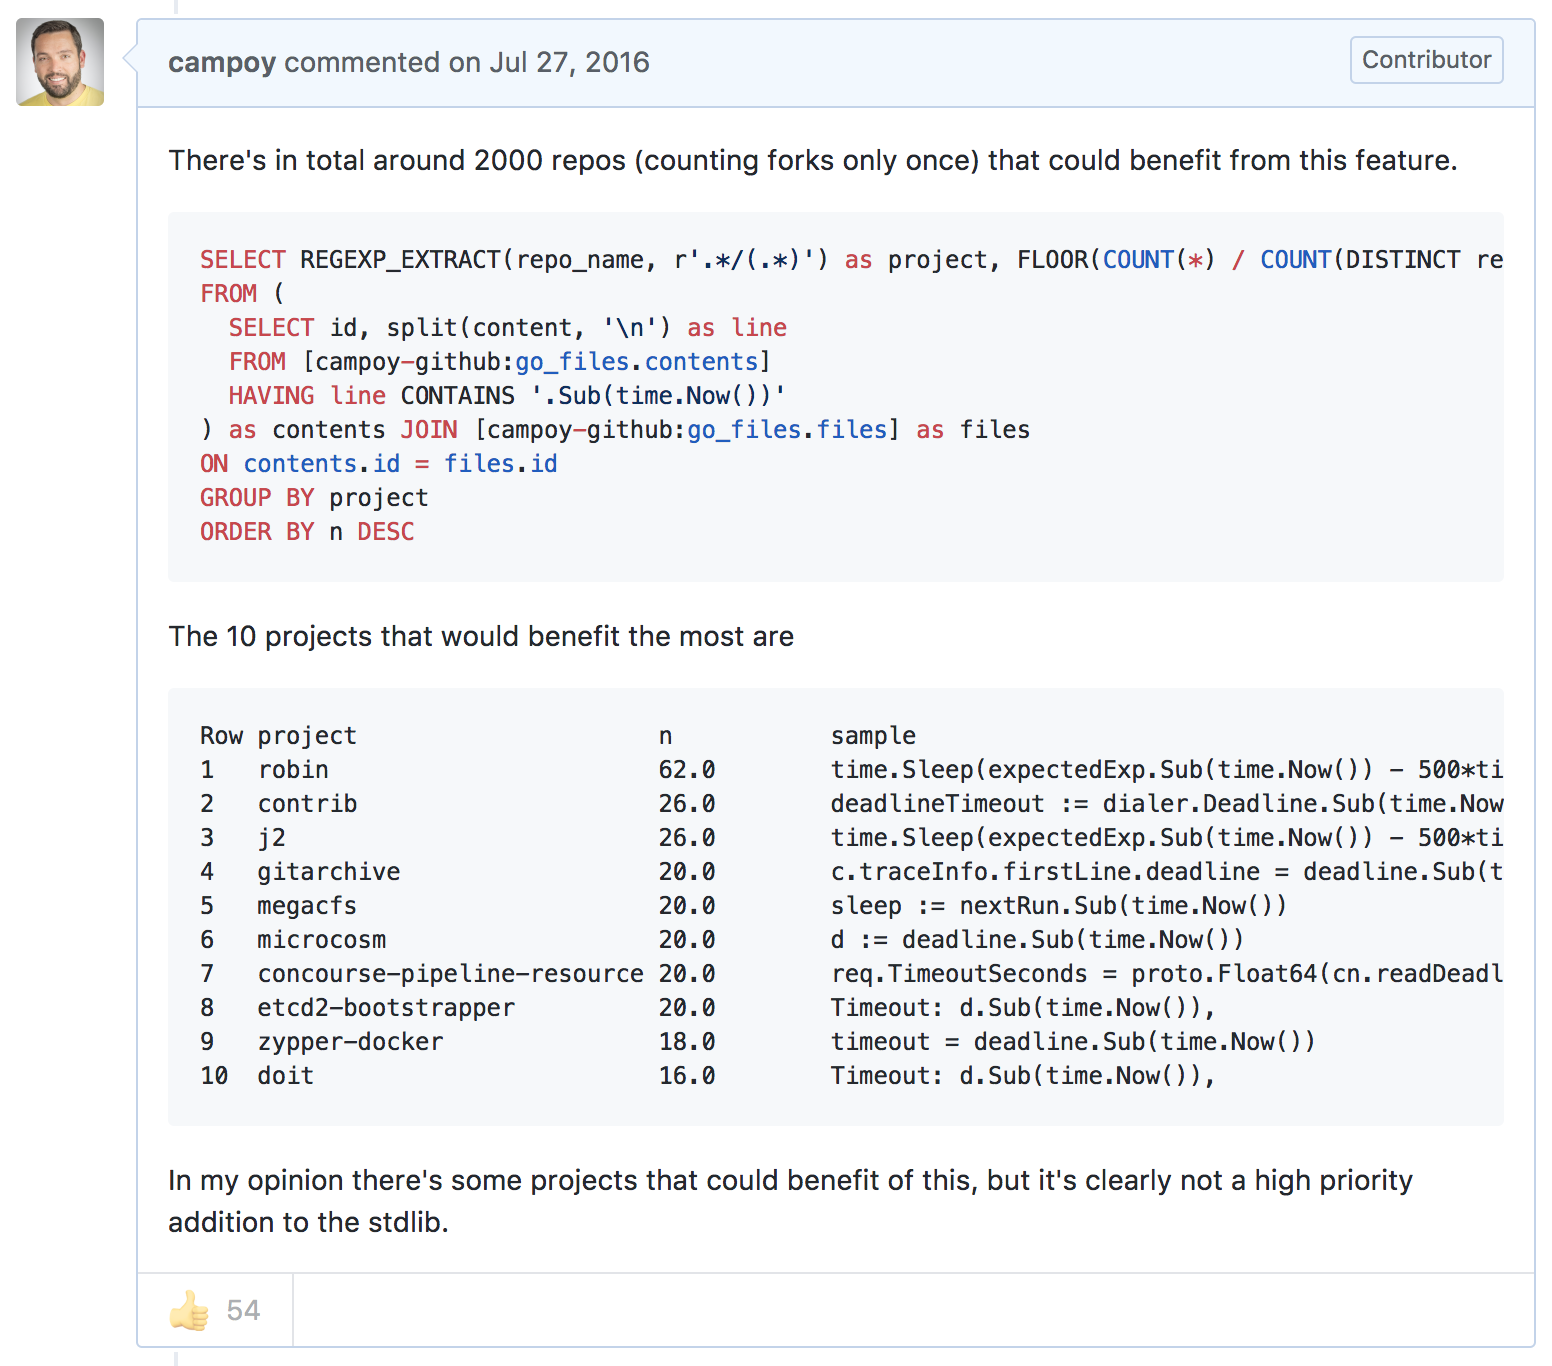 campoy commented on Jul 27, 2016
Contributor
There's in total around 2000 repos (counting forks only once) that could benefit from this feature.
SELECT REGEXP_EXTRACT(repo_name, r'.*/(.*)') as project, FLOOR(COUNT(*) / COUNT(DISTINCT re
FROM (
  SELECT id, split(content, '\n') as line
  FROM [campoy-github:go_files.contents]
  HAVING line CONTAINS '.Sub(time.Now())'
) as contents JOIN [campoy-github:go_files.files] as files
ON contents.id = files.id
GROUP BY project
ORDER BY n DESC
The 10 projects that would benefit the most are
Row project                     n           sample
1   robin                       62.0        time.Sleep(expectedExp.Sub(time.Now()) - 500*ti
2   contrib                     26.0        deadlineTimeout := dialer.Deadline.Sub(time.Now
3   j2                          26.0        time.Sleep(expectedExp.Sub(time.Now()) - 500*ti
4   gitarchive                  20.0        c.traceInfo.firstLine.deadline = deadline.Sub(t
5   megacfs                     20.0        sleep := nextRun.Sub(time.Now())
6   microcosm                   20.0        d := deadline.Sub(time.Now())
7   concourse-pipeline-resource 20.0        req.TimeoutSeconds = proto.Float64(cn.readDeadl
8   etcd2-bootstrapper          20.0        Timeout: d.Sub(time.Now()),
9   zypper-docker               18.0        timeout = deadline.Sub(time.Now())
10  doit                        16.0        Timeout: d.Sub(time.Now()),
In my opinion there's some projects that could benefit of this, but it's clearly not a high priority
addition to the stdlib.
👍 54